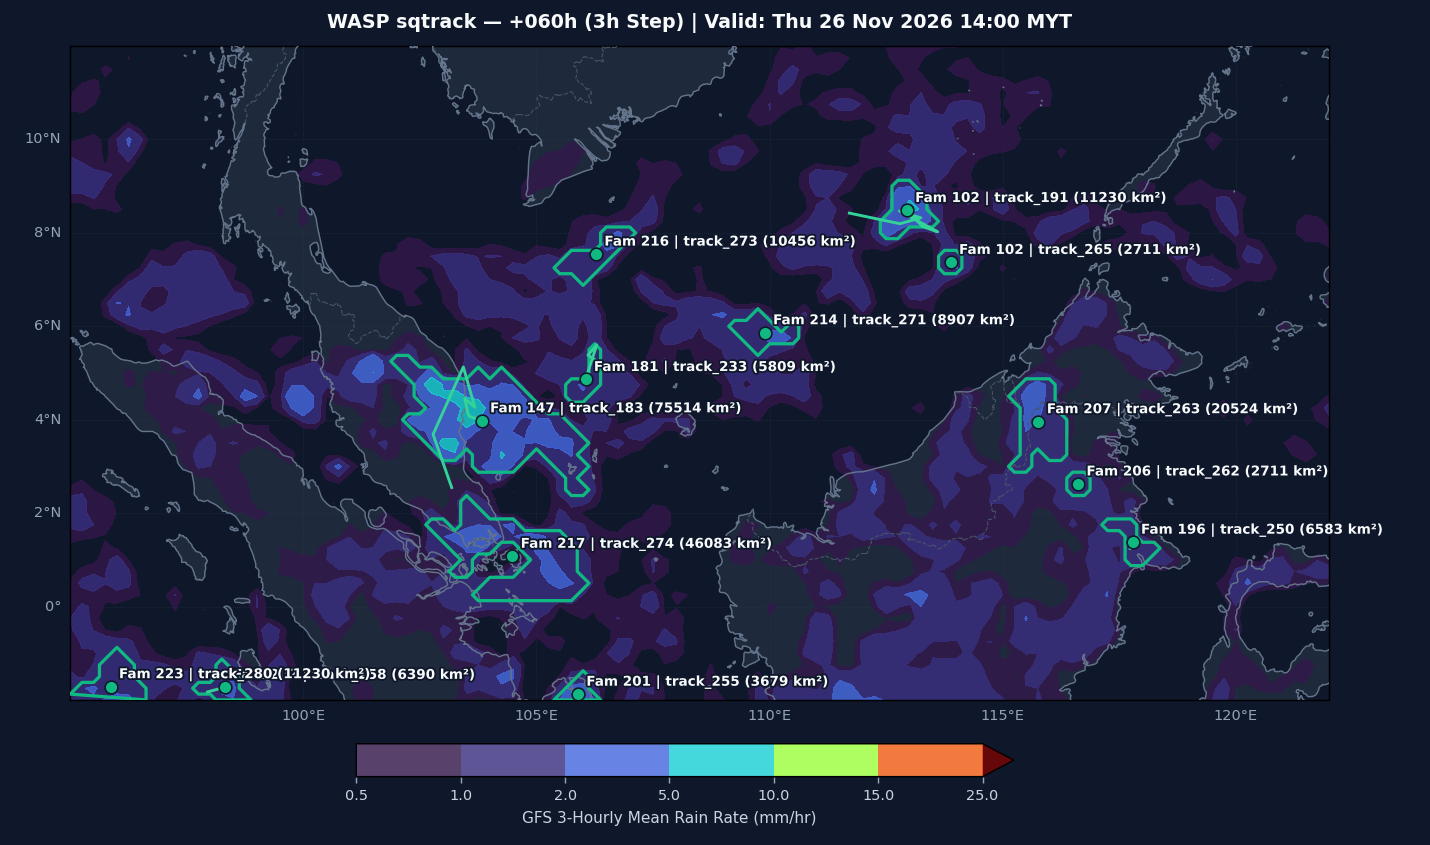 WASP sqtrack — +060h (3h Step) | Valid: Thu 26 Nov 2026 14:00 MYT
10°N
8°N
6°N
4°N
2°N
0°
Fam 102 | track_191 (11230 km²)
Fam 216 | track_273 (10456 km²)
Fam 102 | track_265 (2711 km²)
Fam 214 | track_271 (8907 km²)
Fam 181 | track_233 (5809 km²)
Fam 147 | track_183 (75514 km²)
Fam 207 | track_263 (20524 km²)
Fam 206 | track_262 (2711 km²)
Fam 196 | track_250 (6583 km²)
Fam 217 | track_274 (46083 km²)
Fam 223 | track_280 (11230 km²)
(6390 km²)
Fam 201 | track_255 (3679 km²)
100°E 105°E 110°E 115°E 120°E
0.5 1.0 2.0 5.0 10.0 15.0 25.0
GFS 3-Hourly Mean Rain Rate (mm/hr)